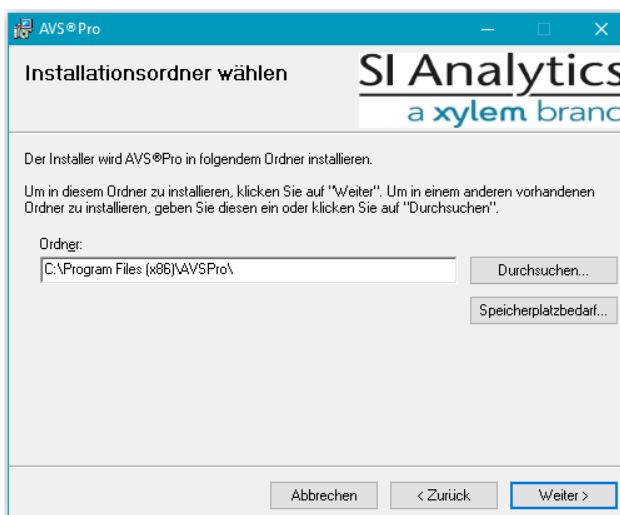 AVS®Pro
Installationsordner wählen
SI Analytics
a xylem branc
Der Installer wird AVS®Pro in folgendem Ordner installieren.
Um in diesem Ordner zu installieren, klicken Sie auf "Weiter". Um in einem anderen vorhandenen
Ordner zu installieren, geben Sie diesen ein oder klicken Sie auf "Durchsuchen".
Ordner:
C:\Program Files (x86)\AVSPro\
Durchsuchen...
Speicherplatzbedarf...
Abbrechen
< Zurück
Weiter >